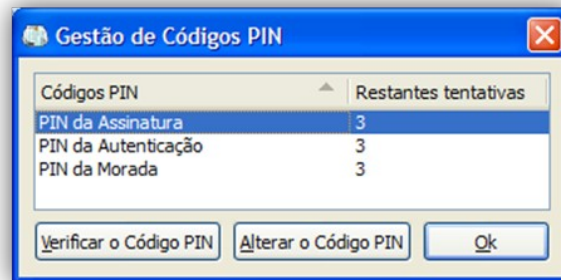 Gestão de Códigos PIN
Códigos PIN Restantes tentativas
PIN da Assinatura 3
PIN da Autenticação 3
PIN da Morada 3
Verificar o Código PIN Alterar o Código PIN Ok